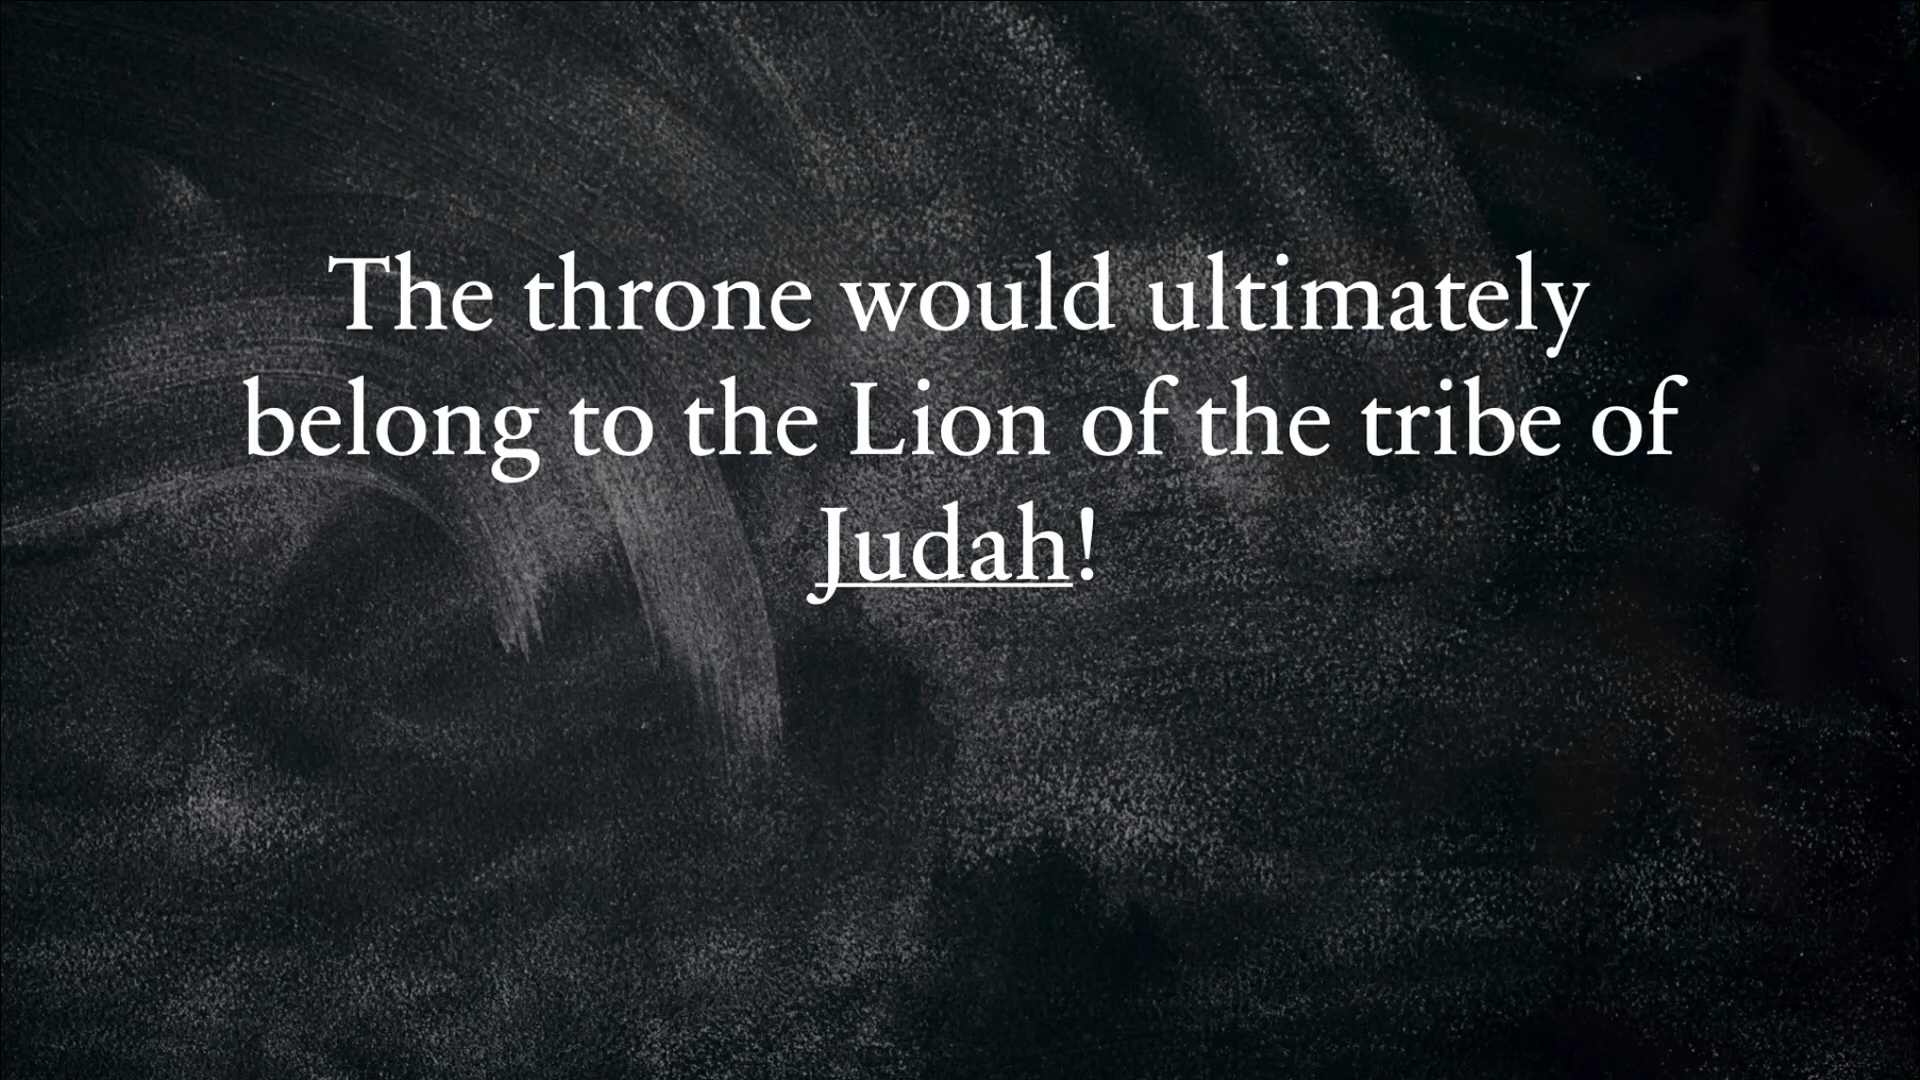 The throne would ultimately
belong to the Lion of the tribe of
Judah!